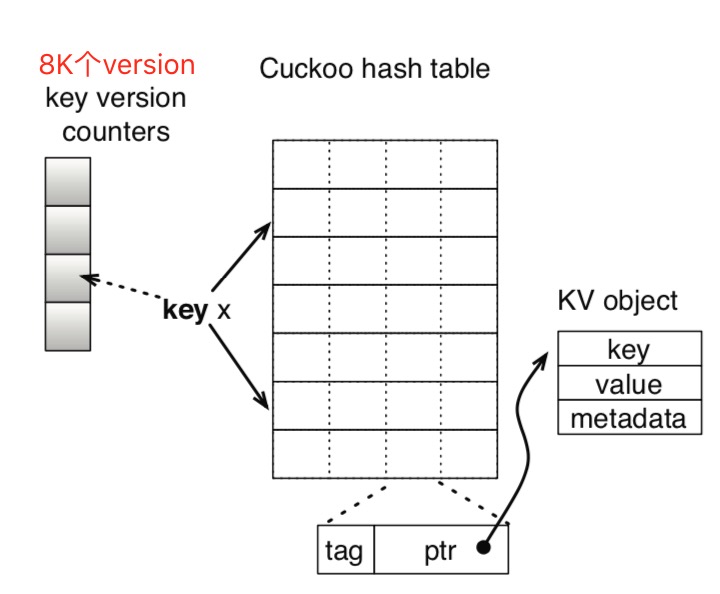 8K个version
key version
counters
Cuckoo hash table
key x
KV object
key
value
metadata
tag
ptr